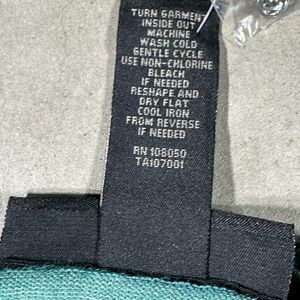 TURN GARMENT
INSIDE OUT
MACHINE
WASH COLD
GENTLE CYCLE
USE NON-CHLORINE
BLEACH
IF NEEDED
RESHAPE AND
DRY FLAT
COOL IRON
FROM REVERSE
IF NEEDED
RN 108050
TA107001